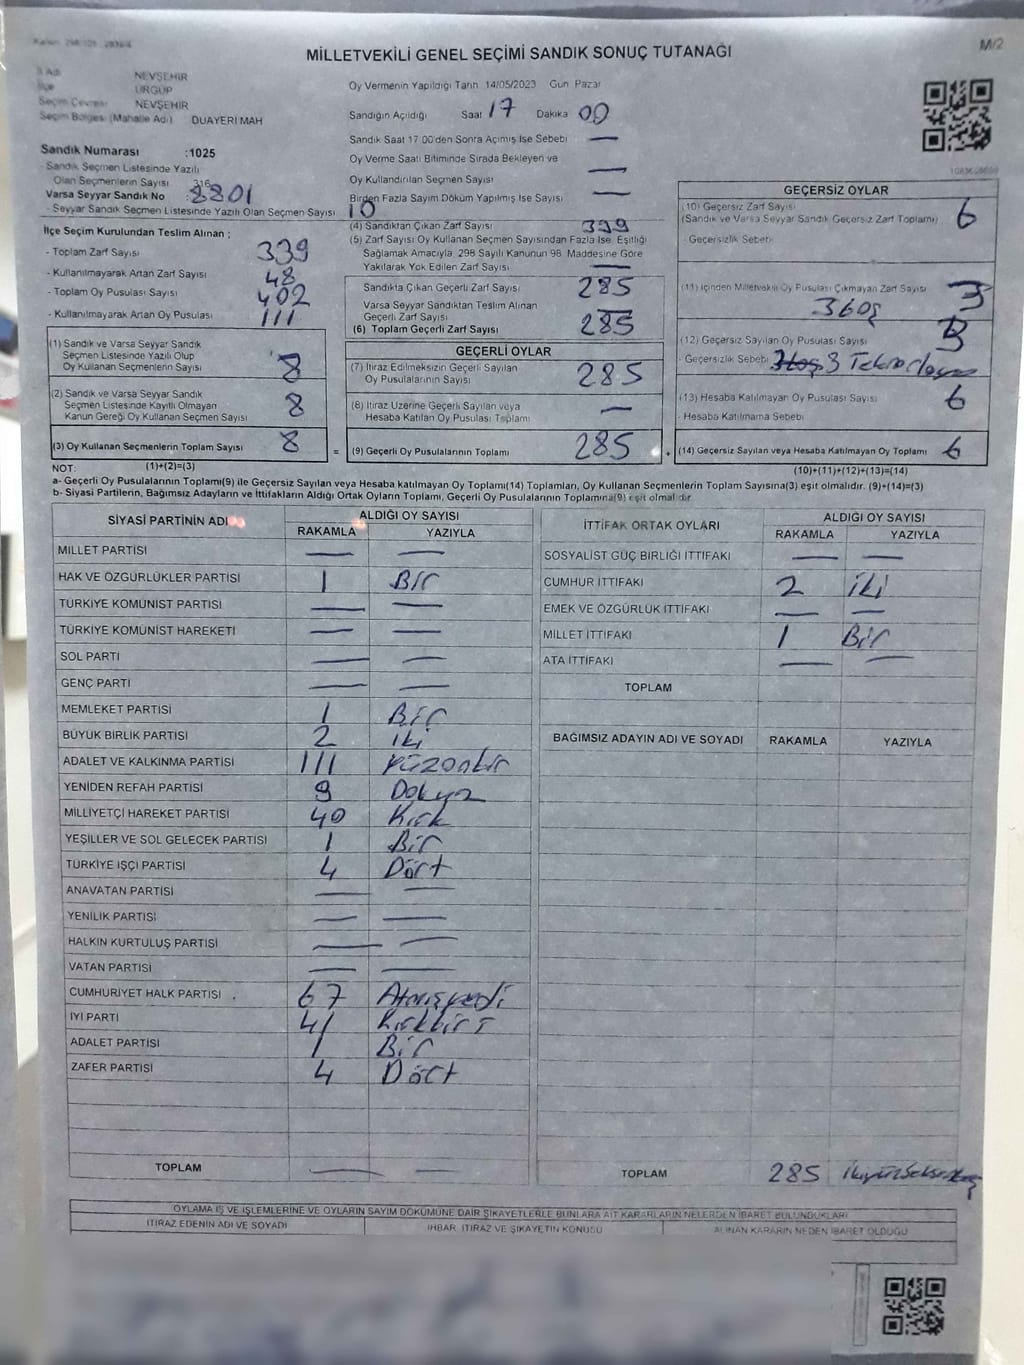 Kanun: 298/105 - 2839/4
M/2
MİLLETVEKİLİ GENEL SEÇİMİ SANDIK SONUÇ TUTANAĞI
İl Adı NEVŞEHİR
İlçe ÜRGÜP
Seçim Çevresi NEVŞEHİR
Seçim Bölgesi (Mahalle Adı) DUAYERİ MAH
Sandık Numarası :1025
- Sandık Seçmen Listesinde Yazılı
Olan Seçmenlerin Sayısı 316
Varsa Seyyar Sandık No :8801
- Seyyar Sandık Seçmen Listesinde Yazılı Olan Seçmen Sayısı 10
İlçe Seçim Kurulundan Teslim Alınan ;
- Toplam Zarf Sayısı 339
- Kullanılmayarak Artan Zarf Sayısı 48
- Toplam Oy Pusulası Sayısı 402
- Kullanılmayarak Artan Oy Pusulası 111
(1) Sandık ve Varsa Seyyar Sandık
Seçmen Listesinde Yazılı Olup
Oy Kullanan Seçmenlerin Sayısı 8
(2) Sandık ve Varsa Seyyar Sandık
Seçmen Listesinde Kayıtlı Olmayan
Kanun Gereği Oy Kullanan Seçmen Sayısı 8
(3) Oy Kullanan Seçmenlerin Toplam Sayısı 8
Oy Vermenin Yapıldığı Tarih 14/05/2023 Gün Pazar
Sandığın Açıldığı Saat 17 Dakika 00
Sandık Saat 17.00'den Sonra Açılmış İse Sebebi —
Oy Verme Saati Bitiminde Sırada Bekleyen ve
Oy Kullandırılan Seçmen Sayısı —
Birden Fazla Sayım Döküm Yapılmış İse Sayısı —
(4) Sandıktan Çıkan Zarf Sayısı 339
(5) Zarf Sayısı Oy Kullanan Seçmen Sayısından Fazla İse, Eşitliği
Sağlamak Amacıyla, 298 Sayılı Kanunun 98. Maddesine Göre
Yakılarak Yok Edilen Zarf Sayısı —
Sandıkta Çıkan Geçerli Zarf Sayısı 285
Varsa Seyyar Sandıktan Teslim Alınan
Geçerli Zarf Sayısı —
(6) Toplam Geçerli Zarf Sayısı 285
GEÇERLİ OYLAR
(7) İtiraz Edilmeksizin Geçerli Sayılan
Oy Pusulalarının Sayısı 285
(8) İtiraz Üzerine Geçerli Sayılan veya
Hesaba Katılan Oy Pusulası Toplamı —
= (9) Geçerli Oy Pusulalarının Toplamı 285
GEÇERSİZ OYLAR
(10) Geçersiz Zarf Sayısı 6
(Sandık ve Varsa Seyyar Sandık Geçersiz Zarf Toplamı)
- Geçersizlik Sebebi
(11) İçinden Milletvekili Oy Pusulası Çıkmayan Zarf Sayısı 3
3 boş
(12) Geçersiz Sayılan Oy Pusulası Sayısı 3
- Geçersizlik Sebebi 3
(13) Hesaba Katılmayan Oy Pusulası Sayısı 6
- Hesaba Katılmama Sebebi
+ (14) Geçersiz Sayılan veya Hesaba Katılmayan Oy Toplamı 6
NOT: (1)+(2)=(3) (10)+(11)+(12)+(13)=(14)
a- Geçerli Oy Pusulalarının Toplamı(9) ile Geçersiz Sayılan veya Hesaba katılmayan Oy Toplamı(14) Toplamları, Oy Kullanan Seçmenlerin Toplam Sayısına(3) eşit olmalıdır. (9)+(14)=(3)
b- Siyasi Partilerin, Bağımsız Adayların ve İttifakların Aldığı Ortak Oyların Toplamı, Geçerli Oy Pusulalarının Toplamına(9) eşit olmalıdır
SİYASİ PARTİNİN ADI ALDIĞI OY SAYISI
RAKAMLA YAZIYLA
MİLLET PARTİSİ — —
HAK VE ÖZGÜRLÜKLER PARTİSİ 1 Bir
TÜRKİYE KOMÜNİST PARTİSİ — —
TÜRKİYE KOMÜNİST HAREKETİ — —
SOL PARTİ — —
GENÇ PARTİ — —
MEMLEKET PARTİSİ 1 Bir
BÜYÜK BİRLİK PARTİSİ 2 iki
ADALET VE KALKINMA PARTİSİ 111 yüzonbir
YENİDEN REFAH PARTİSİ 9 Dokuz
MİLLİYETÇİ HAREKET PARTİSİ 40 Kırk
YEŞİLLER VE SOL GELECEK PARTİSİ 1 Bir
TÜRKİYE İŞÇİ PARTİSİ 4 Dört
ANAVATAN PARTİSİ — —
YENİLİK PARTİSİ — —
HALKIN KURTULUŞ PARTİSİ — —
VATAN PARTİSİ — —
CUMHURİYET HALK PARTİSİ 67 Atmışyedi
İYİ PARTİ 41 Kırkbir
ADALET PARTİSİ 1 Bir
ZAFER PARTİSİ 4 Dört
TOPLAM — —
İTTİFAK ORTAK OYLARI ALDIĞI OY SAYISI
RAKAMLA YAZIYLA
SOSYALİST GÜÇ BİRLİĞİ İTTİFAKI — —
CUMHUR İTTİFAKI 2 iki
EMEK VE ÖZGÜRLÜK İTTİFAKI — —
MİLLET İTTİFAKI 1 Bir
ATA İTTİFAKI — —
TOPLAM
BAĞIMSIZ ADAYIN ADI VE SOYADI RAKAMLA YAZIYLA
TOPLAM 285 ikiyüzseksenbeş
OYLAMA İŞ VE İŞLEMLERİNE VE OYLARIN SAYIM DÖKÜMÜNE DAİR ŞİKAYETLERLE BUNLARA AİT KARARLARIN NELERDEN İBARET BULUNDUKLARI
İTİRAZ EDENİN ADI VE SOYADI İHBAR, İTİRAZ VE ŞİKAYETİN KONUSU ALINAN KARARIN NEDEN İBARET OLDUĞU